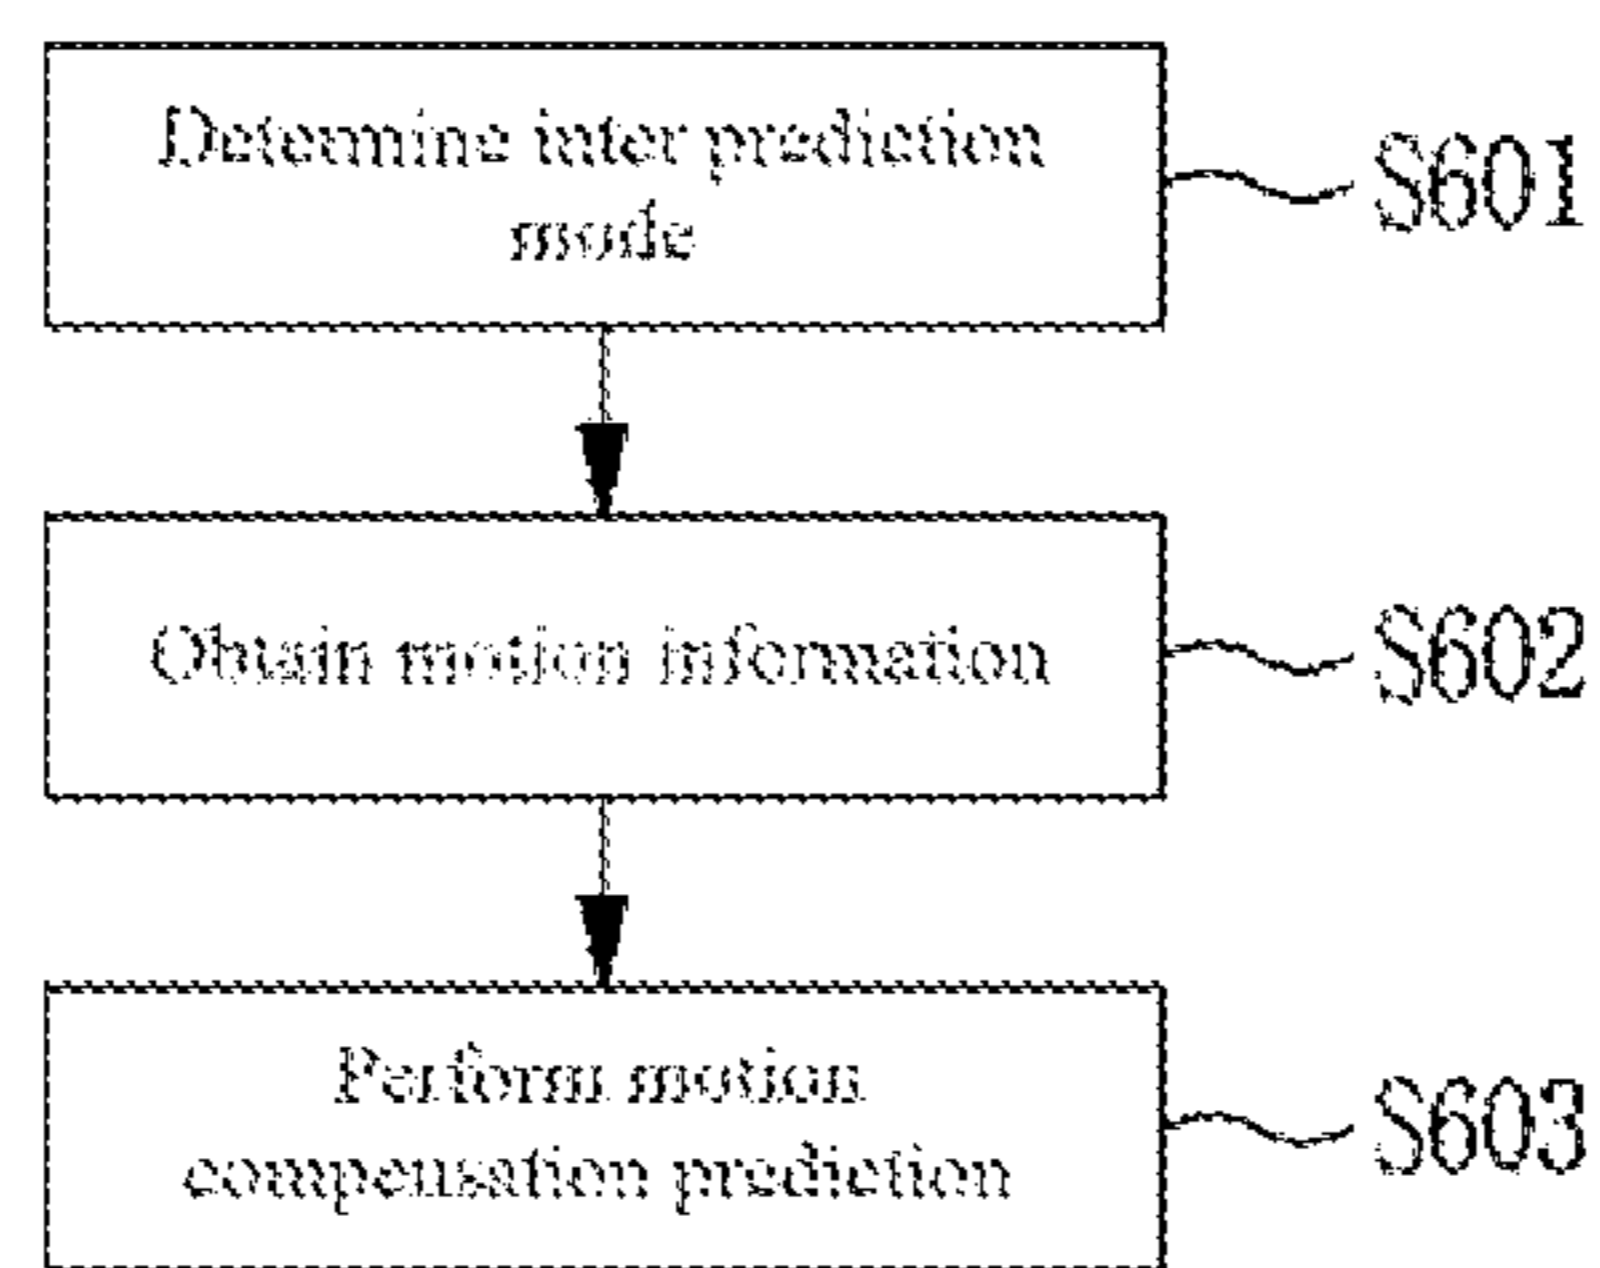 Determine inter prediction
mode
S601
Obtain motion information
S602
Perform motion
compensation prediction
S603